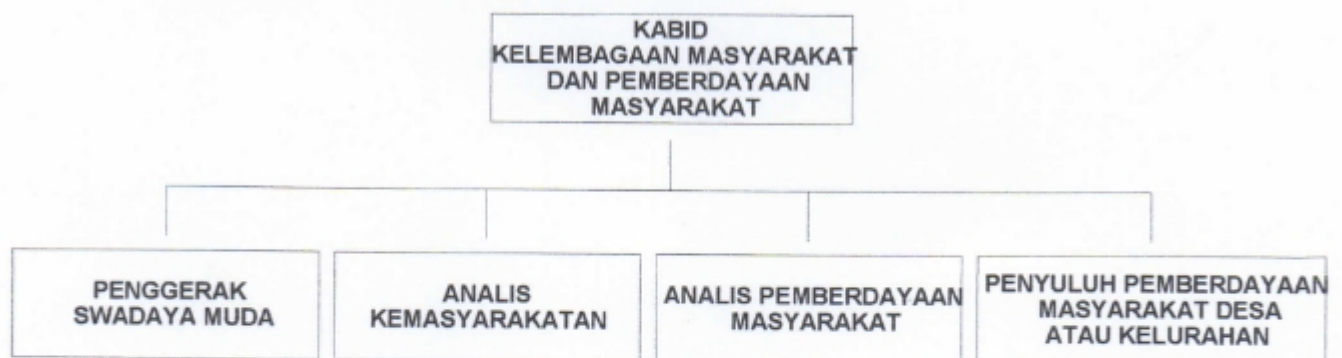 KABID
KELEMBAGAAN MASYARAKAT
DAN PEMBERDAYAAN
MASYARAKAT
PENGGERAK
SWADAYA MUDA
ANALIS
KEMASYARAKATAN
ANALIS PEMBERDAYAAN
MASYARAKAT
PENYULUH PEMBERDAYAAN
MASYARAKAT DESA
ATAU KELURAHAN